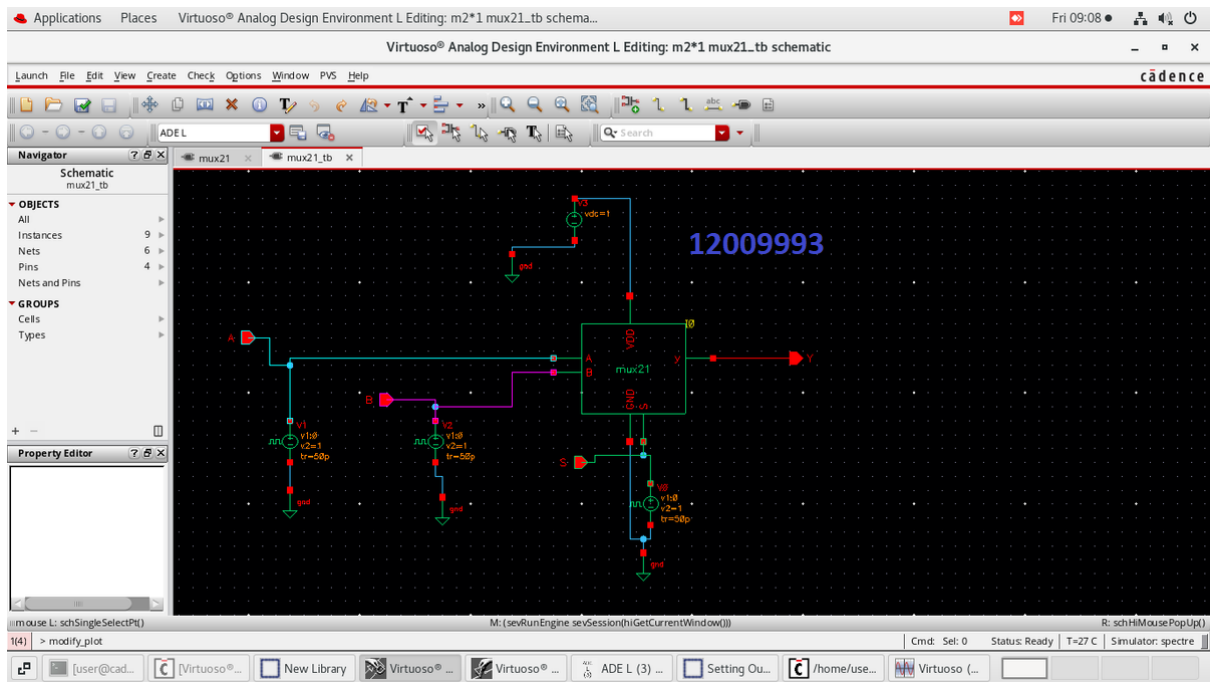 Applications Places Virtuoso® Analog Design Environment L Editing: m2*1 mux21_tb schema... Fri 09:08
Virtuoso® Analog Design Environment L Editing: m2*1 mux21_tb schematic
Launch File Edit View Create Check Options Window PVS Help cādence
T T » abc
ADE L T Search
Navigator ? mux21 mux21_tb
Schematic
mux21_tb
OBJECTS
All
Instances 9
Nets 6
Pins 4
Nets and Pins
GROUPS
Cells
Types
V3
vdc=1
12009993
gnd
I0
VDD
A
A y Y
mux21
B
B
GND S
V1
v1:0
v2=1
tr=50p
V2
v1:0
v2=1
tr=50p
S
gnd
gnd
V0
v1:0
v2=1
tr=50p
gnd
+ -
Property Editor ?
mouse L: schSingleSelectPt() M: (sevRunEngine sevSession(hiGetCurrentWindow())) R: schHiMousePopUp()
1(4) > modify_plot Cmd: Sel: 0 Status: Ready T=27 C Simulator: spectre
[user@cad... [Virtuoso®... New Library Virtuoso® ... Virtuoso® ... ADE L (3) ... Setting Ou... /home/use... Virtuoso (...